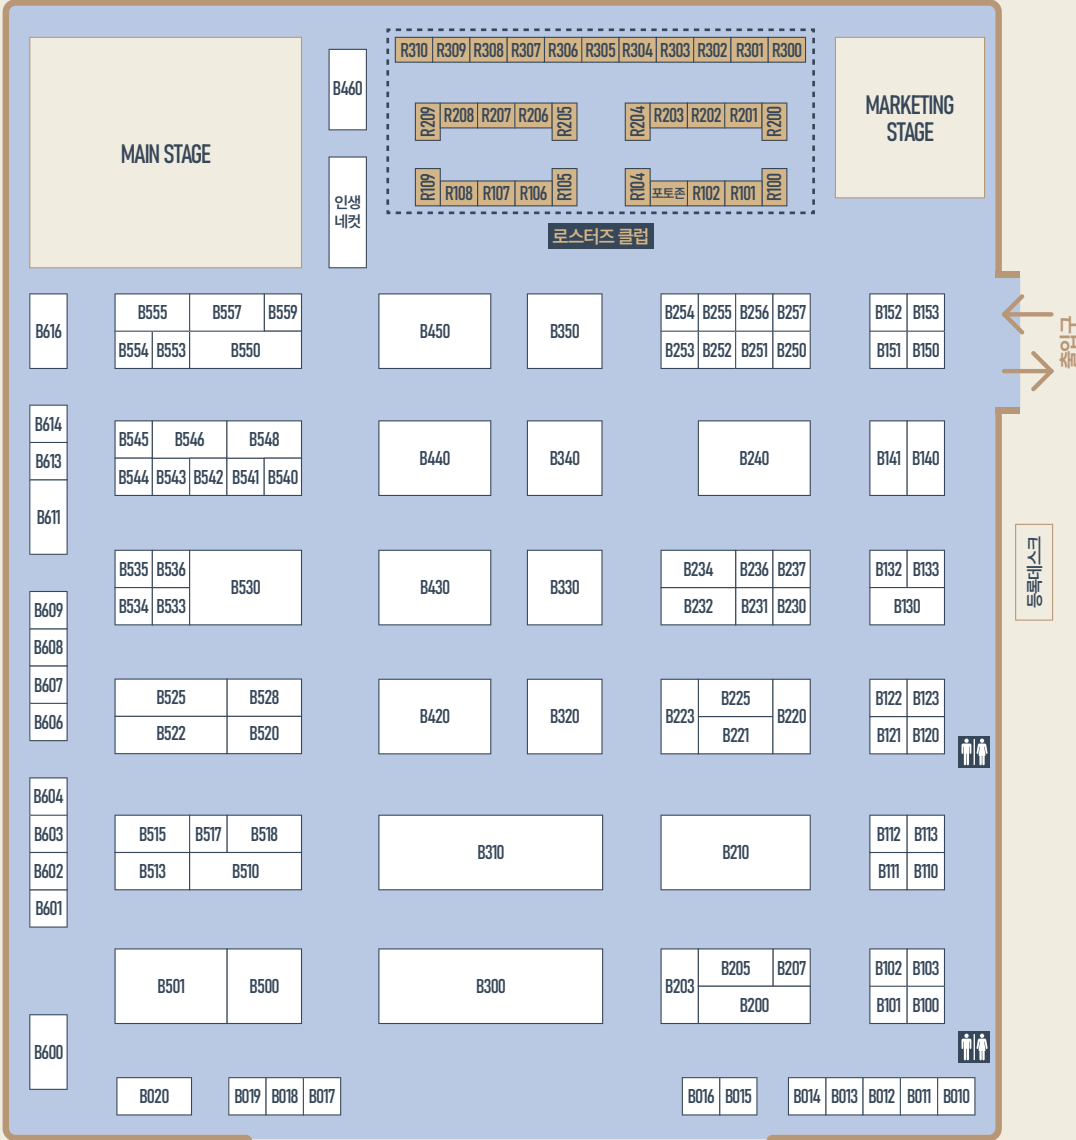 B460
R310 R309 R308 R307 R306 R305 R304 R303 R302 R301 R300
MARKETING
STAGE
MAIN STAGE
R209 R208 R207 R206 R205 R204 R203 R202 R201 R200
인생
네컷
R109 R108 R107 R106 R105 R104 포토존 R102 R101 R100
로스터즈 클럽
B616
B555 B557 B559
B554 B553 B550
B450
B350
B254 B255 B256 B257
B253 B252 B251 B250
B152 B153
B151 B150
출입구
B614
B613
B611
B545 B546 B548
B544 B543 B542 B541 B540
B440
B340
B240
B141 B140
등록데스크
B535 B536
B530
B534 B533
B430
B330
B234 B236 B237
B232 B231 B230
B132 B133
B130
B609
B608
B607
B606
B525 B528
B522 B520
B420
B320
B223
B225
B221
B220
B122 B123
B121 B120
B604
B603
B602
B601
B515 B517 B518
B513 B510
B310
B210
B112 B113
B111 B110
B501
B500
B300
B203
B205 B207
B200
B102 B103
B101 B100
B600
B020
B019 B018 B017
B016 B015
B014 B013 B012 B011 B010